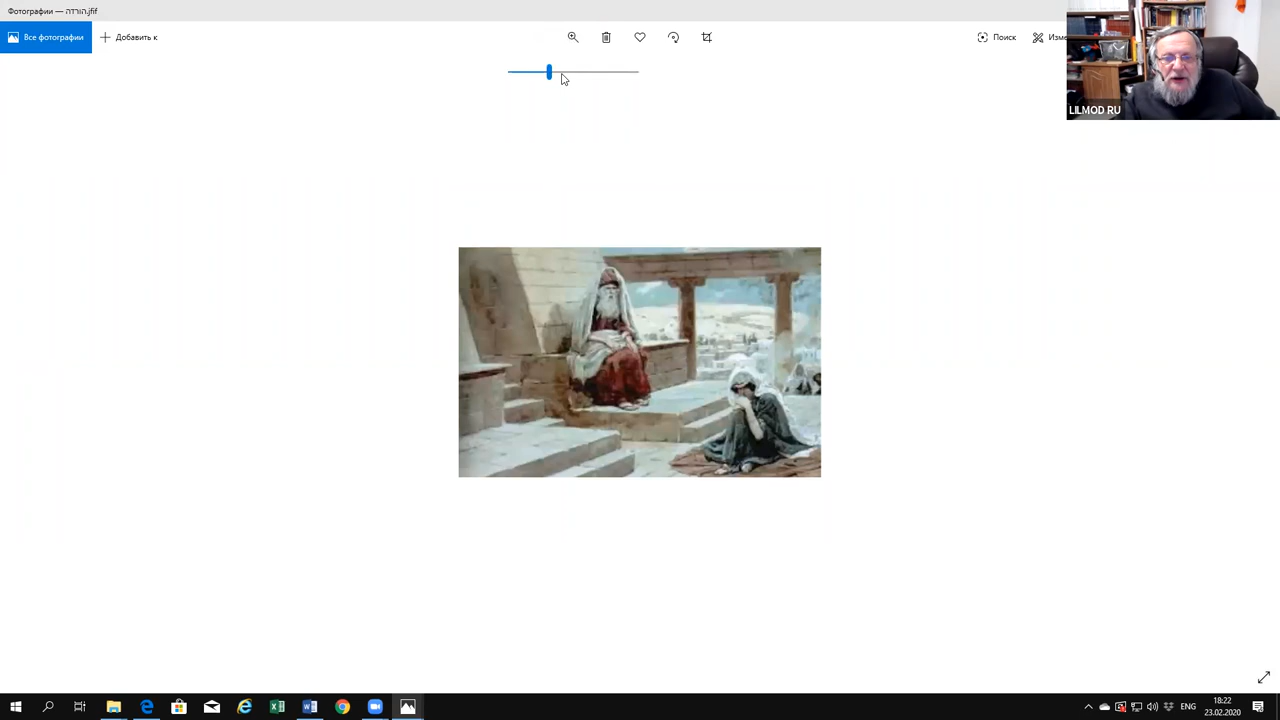 Фотографии — הורדה.jfif
Все фотографии
Добавить к
Поиск
LILMOD RU
ENG
18:22
23.02.2020